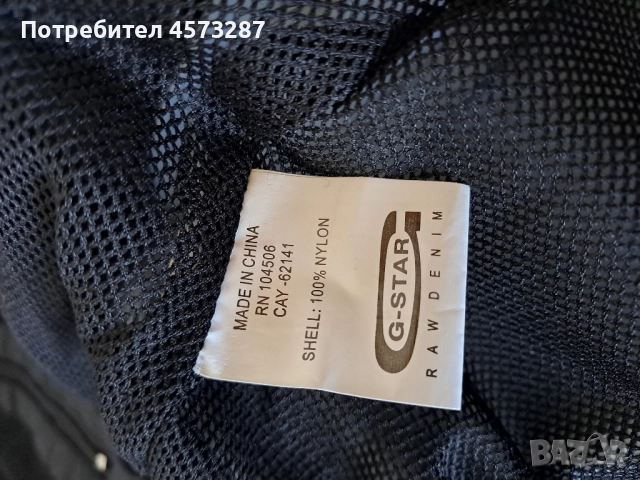 Потребител 4573287
G-STAR
RAW DENIM
SHELL: 100% NYLON
CAY -62141
RN 104506
MADE IN CHINA